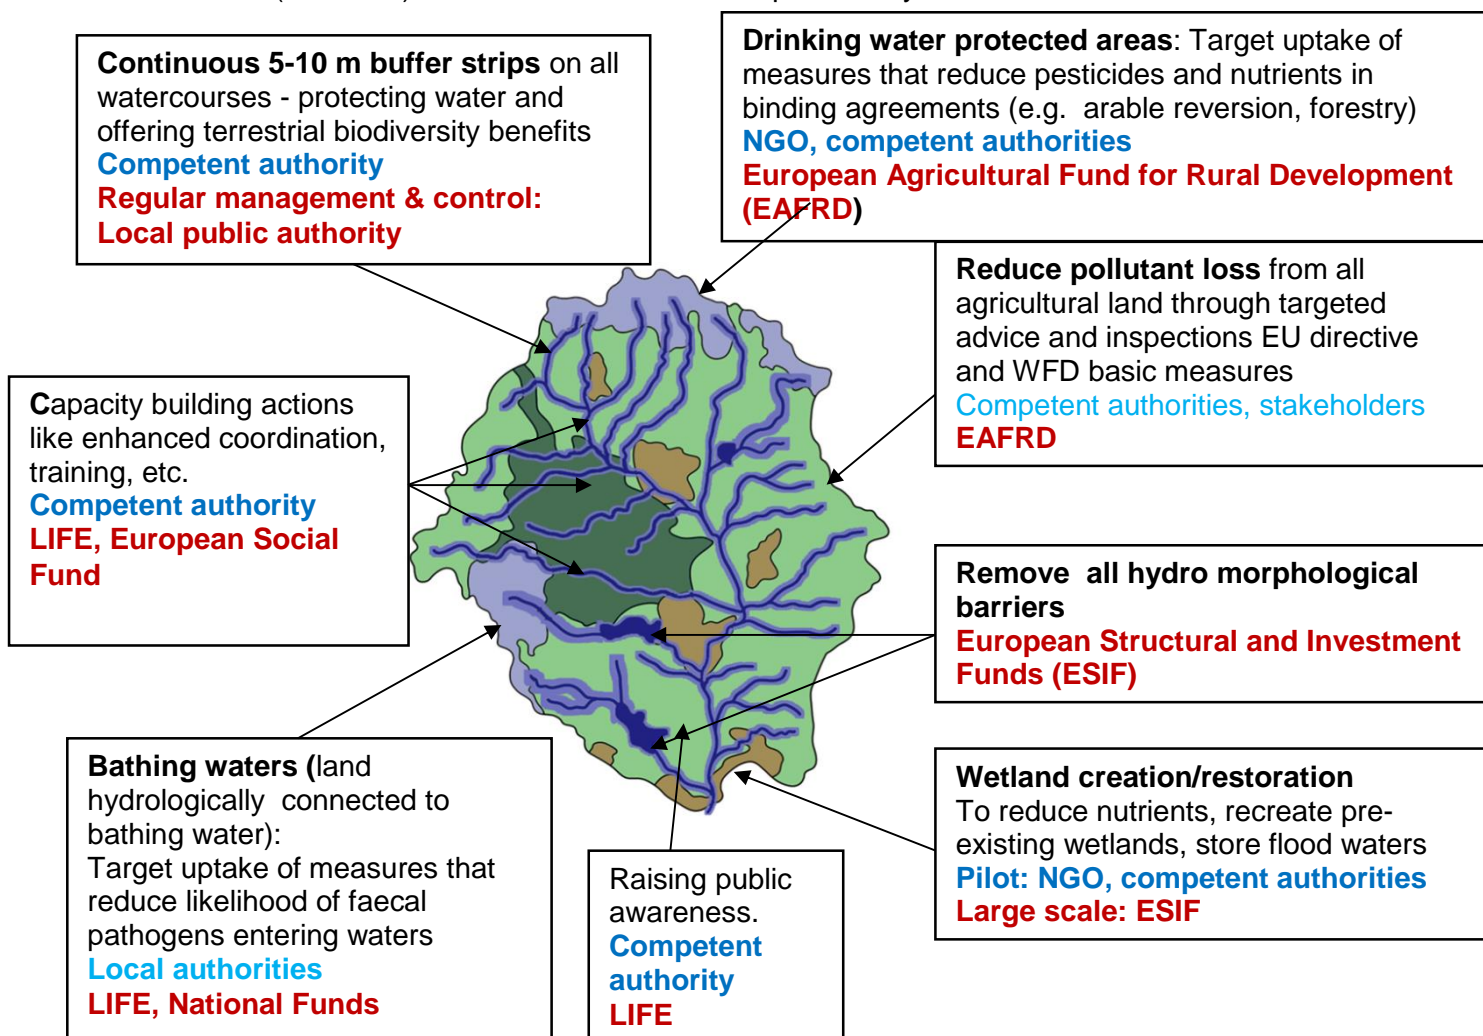 Continuous 5-10 m buffer strips on all
watercourses - protecting water and
offering terrestrial biodiversity benefits
Competent authority
Regular management & control:
Local public authority
Drinking water protected areas: Target uptake of
measures that reduce pesticides and nutrients in
binding agreements (e.g. arable reversion, forestry)
NGO, competent authorities
European Agricultural Fund for Rural Development
(EAFRD)
Reduce pollutant loss from all
agricultural land through targeted
advice and inspections EU directive
and WFD basic measures
Competent authorities, stakeholders
EAFRD
Capacity building actions
like enhanced coordination,
training, etc.
Competent authority
LIFE, European Social
Fund
Remove all hydro morphological
barriers
European Structural and Investment
Funds (ESIF)
Bathing waters (land
hydrologically connected to
bathing water):
Target uptake of measures that
reduce likelihood of faecal
pathogens entering waters
Local authorities
LIFE, National Funds
Raising public
awareness.
Competent
authority
LIFE
Wetland creation/restoration
To reduce nutrients, recreate pre-
existing wetlands, store flood waters
Pilot: NGO, competent authorities
Large scale: ESIF